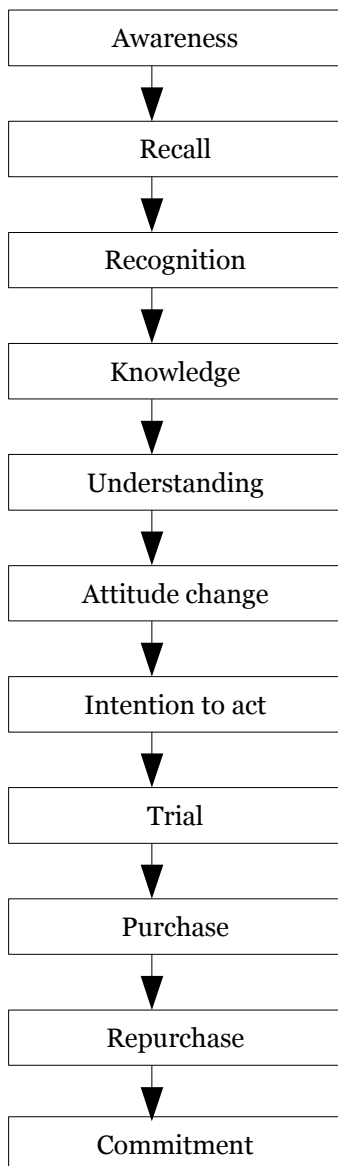 Awareness
Recall
Recognition
Knowledge
Understanding
Attitude change
Intention to act
Trial
Purchase
Repurchase
Commitment